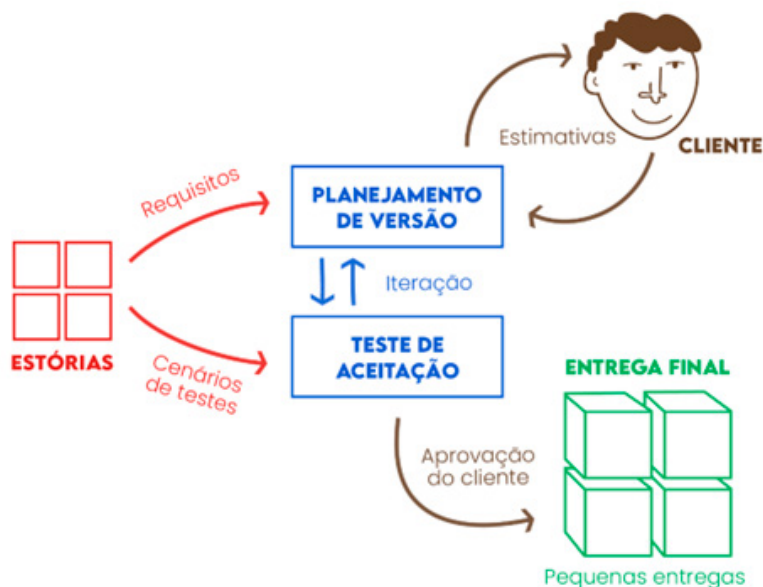 Estimativas
CLIENTE
Requisitos
PLANEJAMENTO
DE VERSÃO
Iteração
ESTÓRIAS
Cenários
de testes
TESTE DE
ACEITAÇÃO
Aprovação
do cliente
ENTREGA FINAL
Pequenas entregas